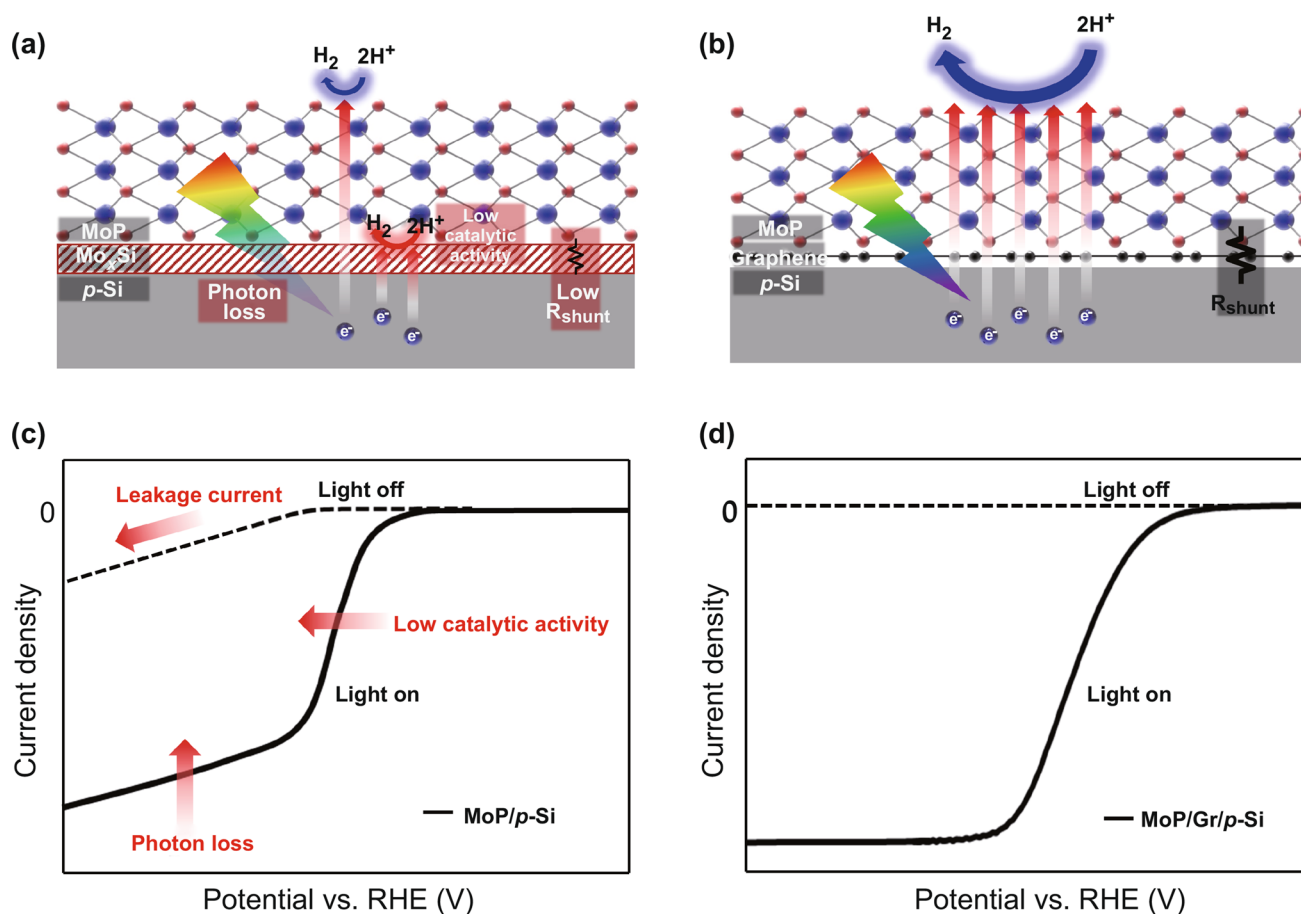 (a)
H2 2H+
H2 2H+
Low
catalytic
activity
MoP
MoxSi
p-Si
Photon
loss
Low
Rshunt
e-
e-
e-
(b)
H2 2H+
MoP
Graphene
p-Si
Rshunt
e-
e-
e-
e-
e-
(c)
0
Leakage current
Light off
Low catalytic activity
Light on
Photon loss
MoP/p-Si
Current density
Potential vs. RHE (V)
(d)
0
Light off
Light on
MoP/Gr/p-Si
Current density
Potential vs. RHE (V)